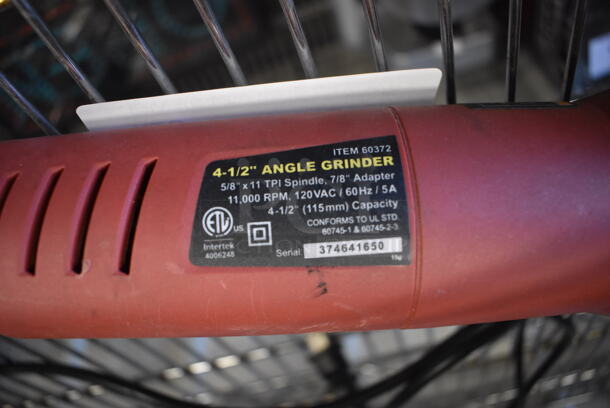 ITEM 60372
4-1/2" ANGLE GRINDER
5/8" x 11 TPI Spindle, 7/8" Adapter
11,000 RPM, 120VAC / 60Hz / 5A
4-1/2" (115mm) Capacity
CONFORMS TO UL STD.
60745-1 & 60745-2-3
ETL
US
Intertek
4006248
Serial: 374641650
15g